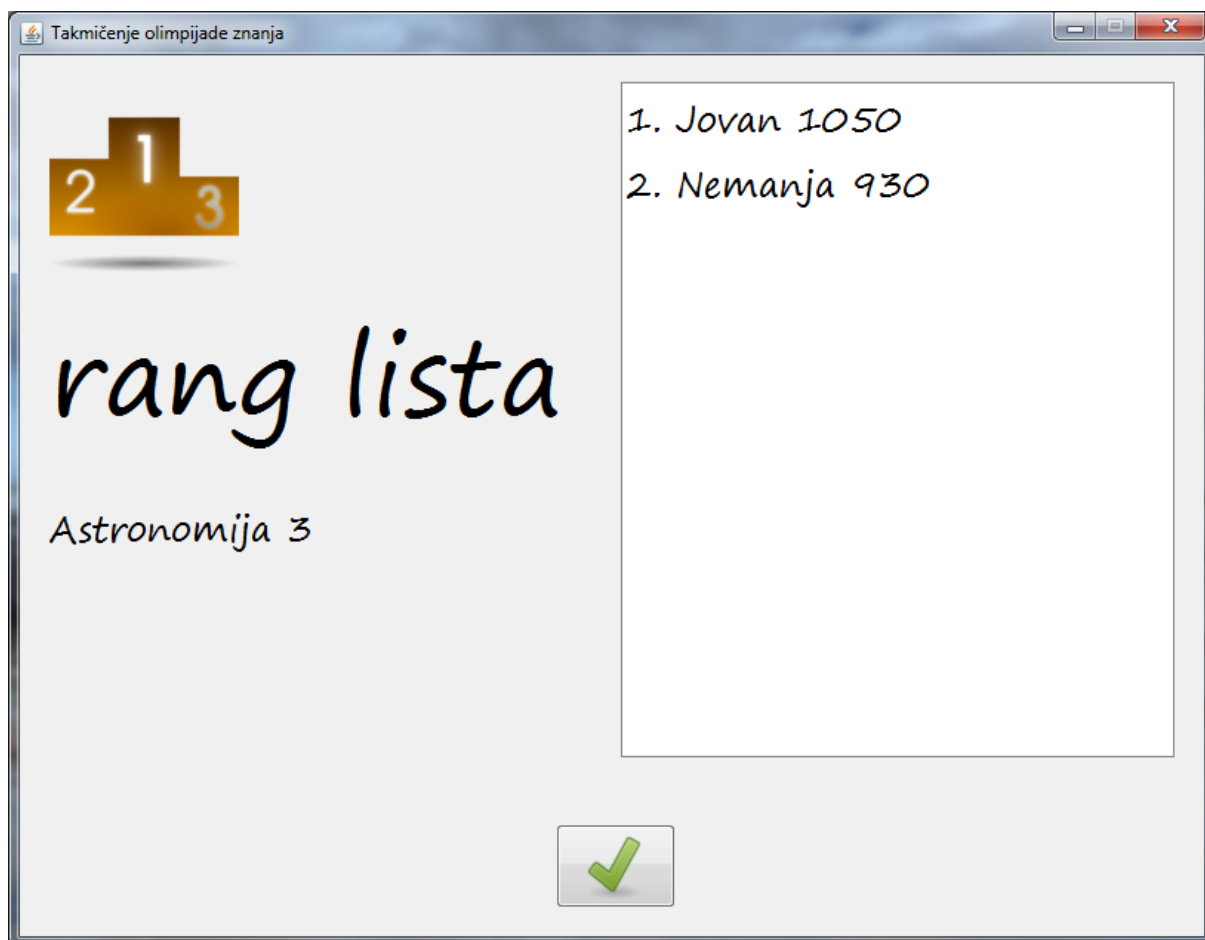 Takmičenje olimpijade znanja
2 1 3
rang lista
Astronomija 3
1. Jovan 1050
2. Nemanja 930